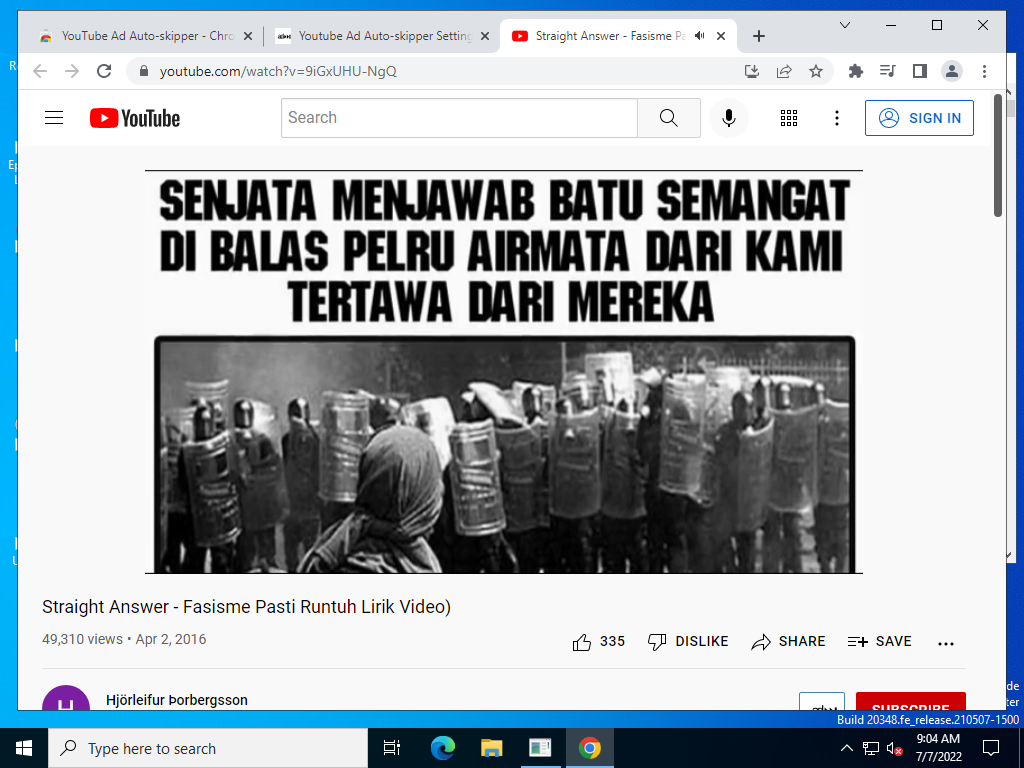 YouTube Ad Auto-skipper - Chro
Youtube Ad Auto-skipper Setting
Straight Answer - Fasisme Pa
youtube.com/watch?v=9iGxUHU-NgQ
YouTube
Search
SIGN IN
SENJATA MENJAWAB BATU SEMANGAT
DI BALAS PELRU AIRMATA DARI KAMI
TERTAWA DARI MEREKA
Straight Answer - Fasisme Pasti Runtuh Lirik Video)
49,310 views • Apr 2, 2016
335
DISLIKE
SHARE
SAVE
H
Hjörleifur Þorbergsson
SUBSCRIBE
Build 20348.fe_release.210507-1500
Type here to search
9:04 AM
7/7/2022